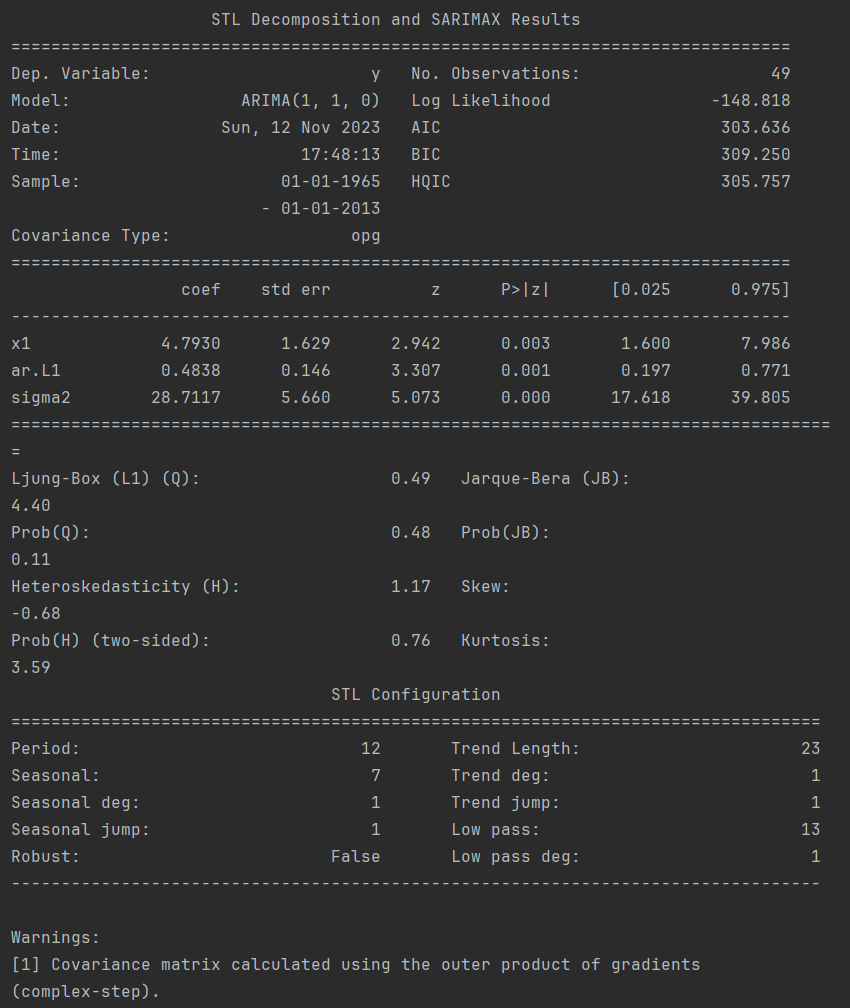 STL Decomposition and SARIMAX Results
==============================================================================
Dep. Variable:                      y   No. Observations:                   49
Model:                 ARIMA(1, 1, 0)   Log Likelihood                -148.818
Date:                Sun, 12 Nov 2023   AIC                            303.636
Time:                        17:48:13   BIC                            309.250
Sample:                    01-01-1965   HQIC                           305.757
                         - 01-01-2013
Covariance Type:                  opg
==============================================================================
                 coef    std err          z      P>|z|      [0.025      0.975]
------------------------------------------------------------------------------
x1             4.7930      1.629      2.942      0.003       1.600       7.986
ar.L1          0.4838      0.146      3.307      0.001       0.197       0.771
sigma2        28.7117      5.660      5.073      0.000      17.618      39.805
==================================================================================
=
Ljung-Box (L1) (Q):                   0.49   Jarque-Bera (JB):
4.40
Prob(Q):                              0.48   Prob(JB):
0.11
Heteroskedasticity (H):               1.17   Skew:
-0.68
Prob(H) (two-sided):                  0.76   Kurtosis:
3.59
                                STL Configuration
=================================================================================
Period:                            12       Trend Length:                      23
Seasonal:                           7       Trend deg:                          1
Seasonal deg:                       1       Trend jump:                         1
Seasonal jump:                      1       Low pass:                          13
Robust:                         False       Low pass deg:                       1
---------------------------------------------------------------------------------
Warnings:
[1] Covariance matrix calculated using the outer product of gradients
(complex-step).